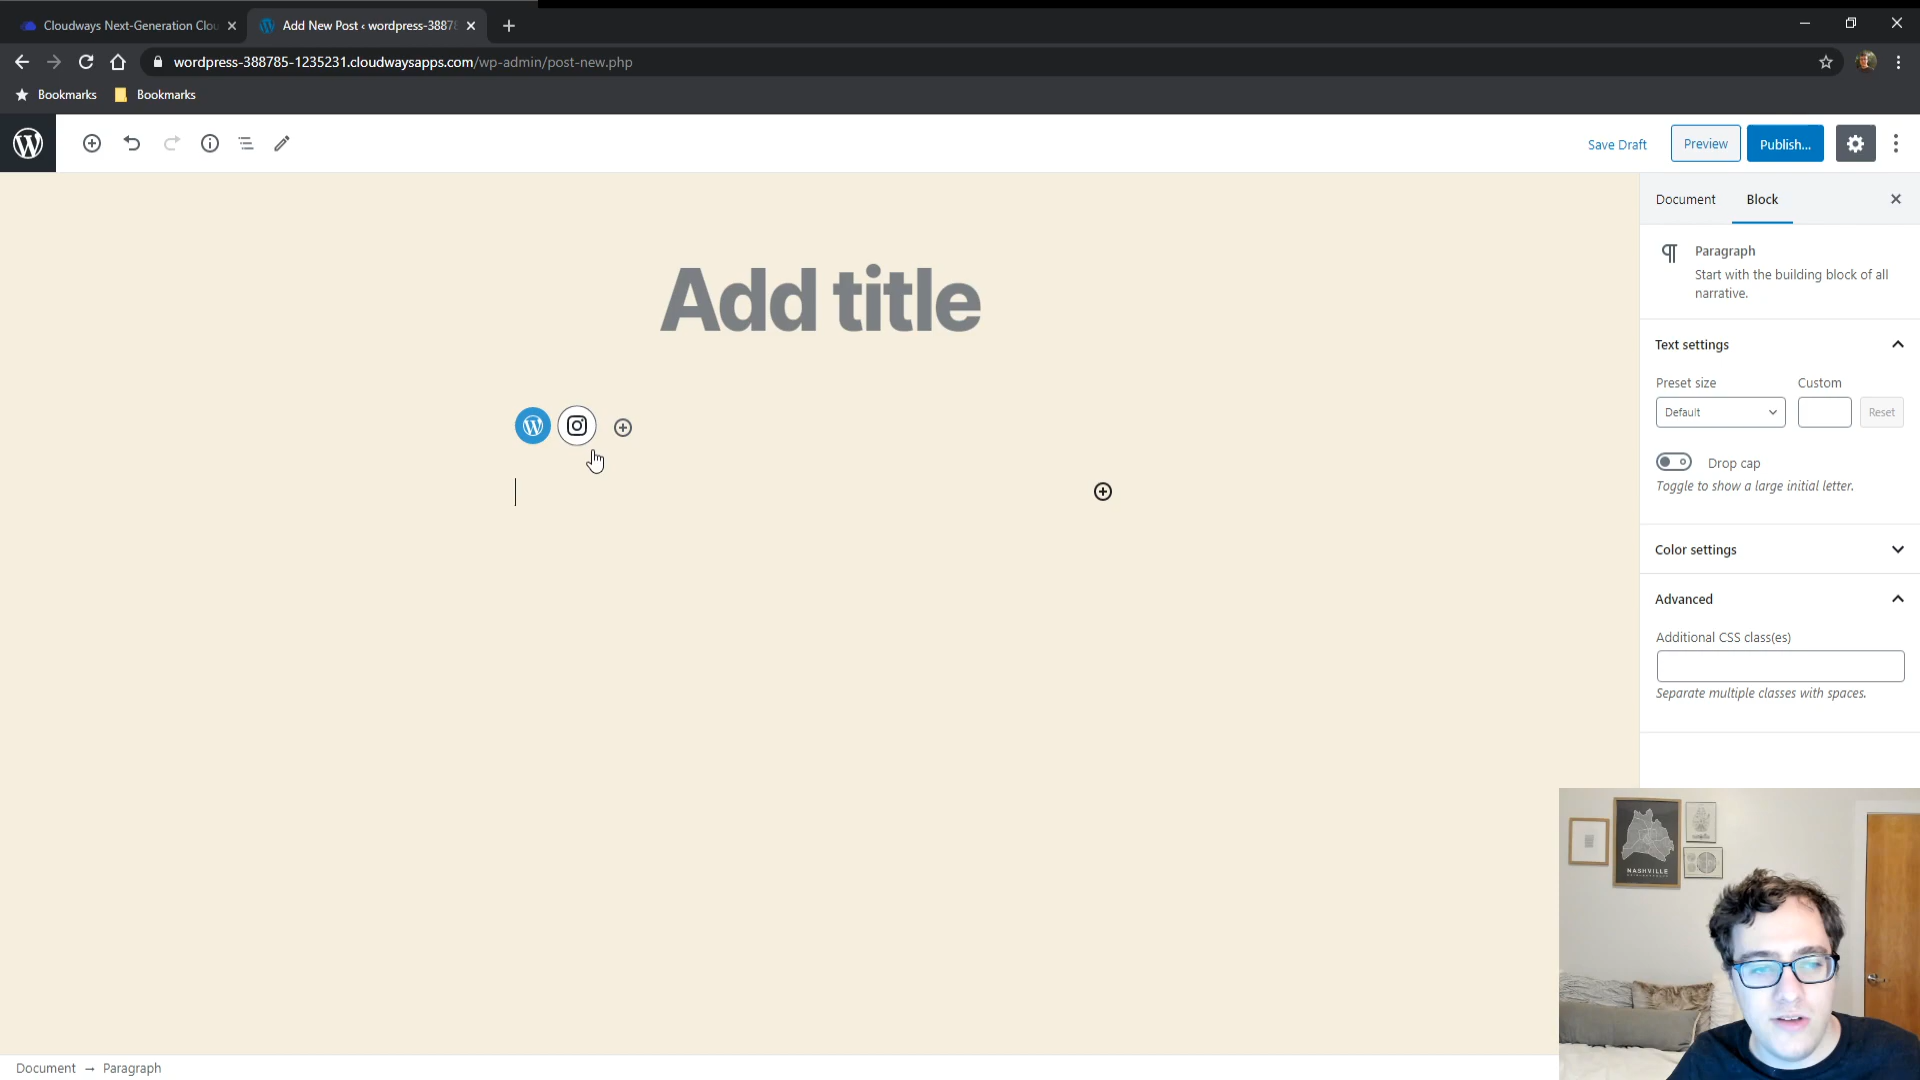 Cloudways Next-Generation Clou
Add New Post ‹ wordpress-3887
wordpress-388785-1235231.cloudwaysapps.com/wp-admin/post-new.php
Bookmarks
Bookmarks
Save Draft
Preview
Publish...
Document
Block
Paragraph
Start with the building block of all
narrative.
Add title
Text settings
Preset size
Custom
Default
Reset
Drop cap
Toggle to show a large initial letter.
Color settings
Advanced
Additional CSS class(es)
Separate multiple classes with spaces.
NASHVILLE
Document → Paragraph